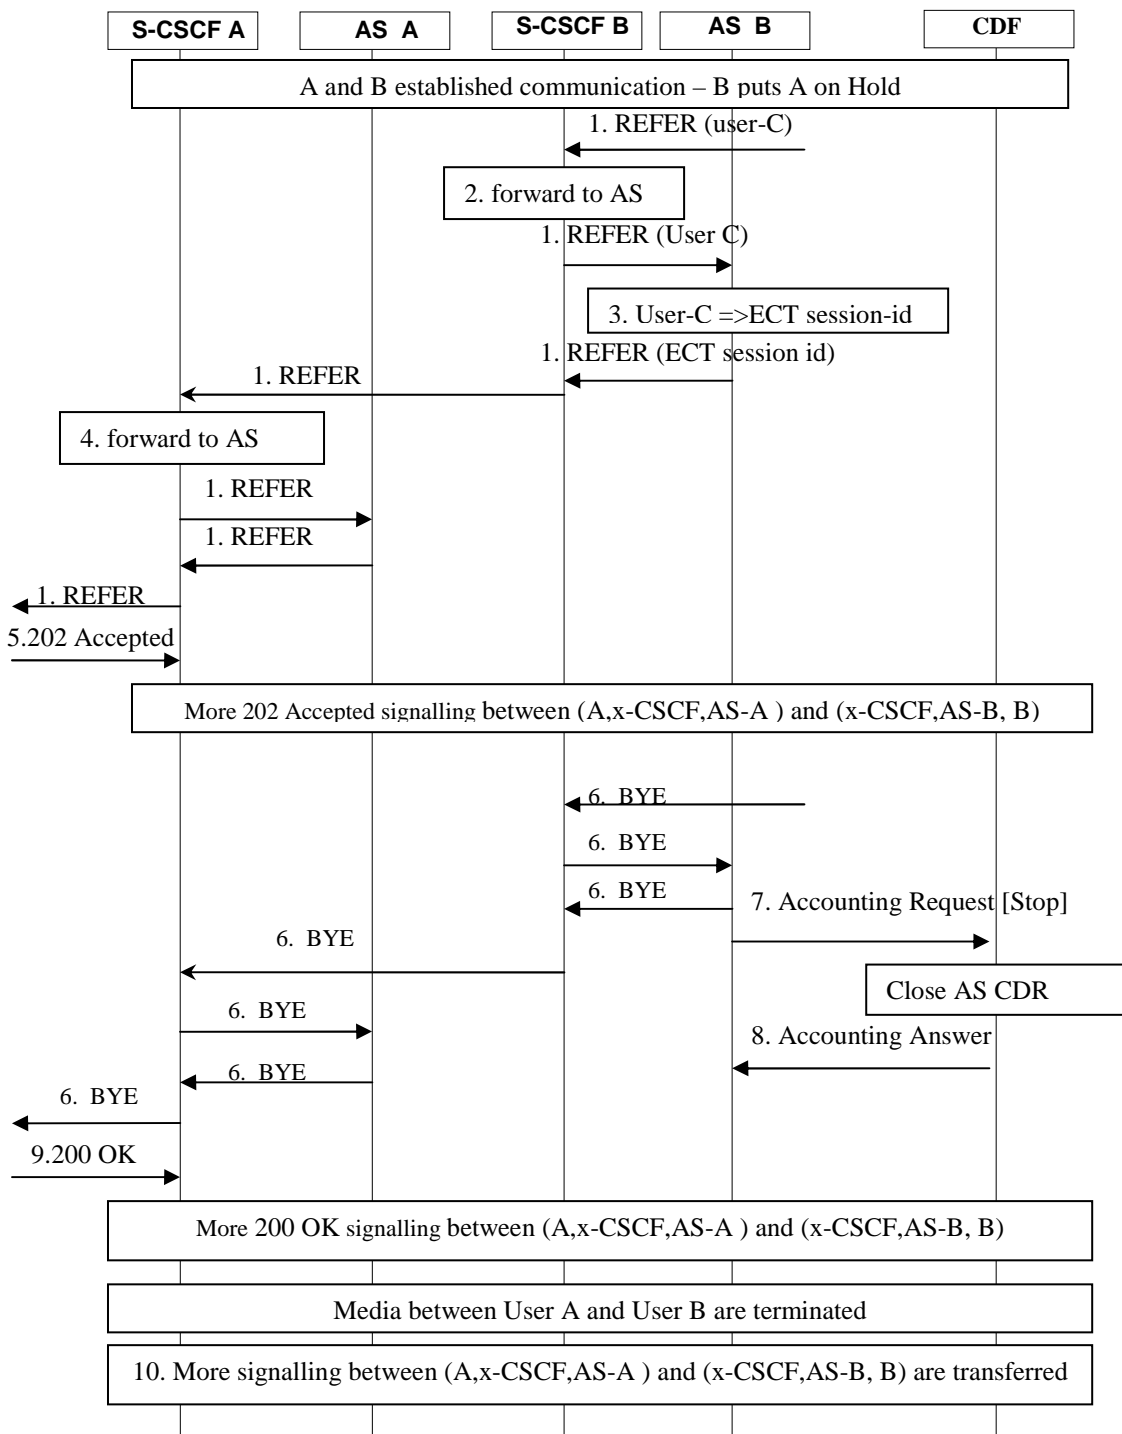 S-CSCF A
AS A
S-CSCF B
AS B
CDF
A and B established communication – B puts A on Hold
1. REFER (user-C)
2. forward to AS
1. REFER (User C)
3. User-C =>ECT session-id
1. REFER (ECT session id)
1. REFER
4. forward to AS
1. REFER
1. REFER
1. REFER
5.202 Accepted
More 202 Accepted signalling between (A,x-CSCF,AS-A ) and (x-CSCF,AS-B, B)
6. BYE
6. BYE
6. BYE
7. Accounting Request [Stop]
6. BYE
Close AS CDR
6. BYE
8. Accounting Answer
6. BYE
6. BYE
9.200 OK
More 200 OK signalling between (A,x-CSCF,AS-A ) and (x-CSCF,AS-B, B)
Media between User A and User B are terminated
10. More signalling between (A,x-CSCF,AS-A ) and (x-CSCF,AS-B, B) are transferred